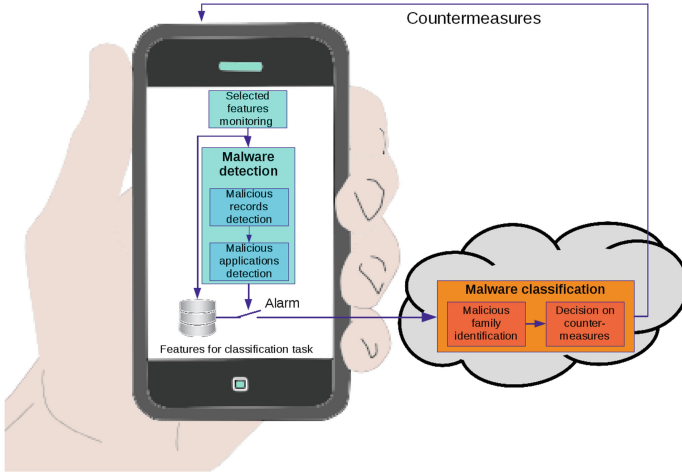 Countermeasures
Selected
features
monitoring
Malware
detection
Malicious
records
detection
Malicious
applications
detection
Alarm
Features for classification task
Malware classification
Malicious
family
identification
Decision on
counter-
measures